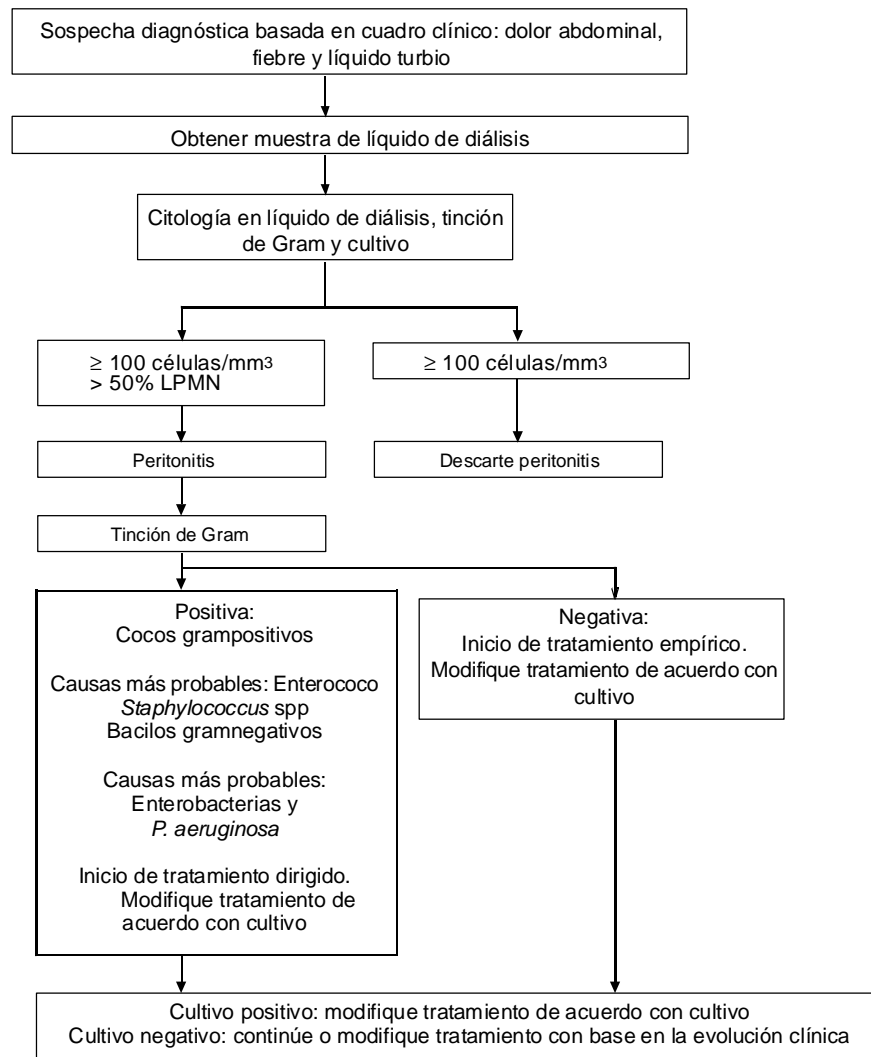 Sospecha diagnóstica basada en cuadro clínico: dolor abdominal,
fiebre y líquido turbio
Obtener muestra de líquido de diálisis
Citología en líquido de diálisis, tinción
de Gram y cultivo
≥ 100 células/mm3
> 50% LPMN
≥ 100 células/mm3
Peritonitis
Descarte peritonitis
Tinción de Gram
Positiva:
Cocos grampositivos
Causas más probables: Enterococo
Staphylococcus spp
Bacilos gramnegativos
Causas más probables:
Enterobacterias y
P. aeruginosa
Inicio de tratamiento dirigido.
Modifique tratamiento de
acuerdo con cultivo
Negativa:
Inicio de tratamiento empírico.
Modifique tratamiento de acuerdo con
cultivo
Cultivo positivo: modifique tratamiento de acuerdo con cultivo
Cultivo negativo: continúe o modifique tratamiento con base en la evolución clínica